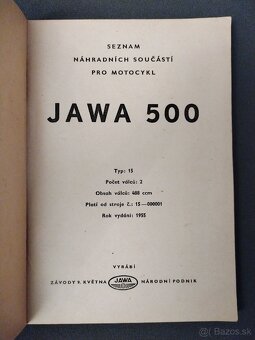 SEZNAM
NÁHRADNÍCH SOUČÁSTÍ
PRO MOTOCYKL
JAWA 500
Typ: 15
Počet válců: 2
Obsah válců: 488 ccm
Platí od stroje č.: 15—000001
Rok vydání: 1955
VYRÁBÍ
ZÁVODY 9. KVĚTNA JAWA NÁRODNÍ PODNIK
bazos.sk